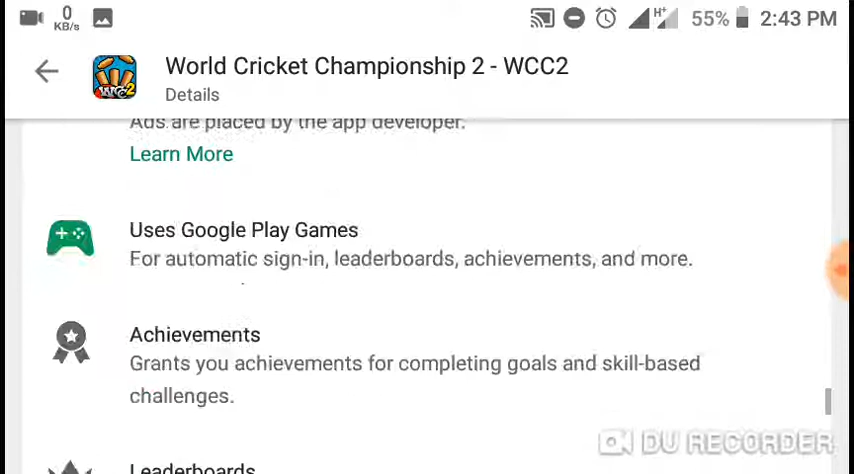 0
KB/s
H+
55%
2:43 PM
World Cricket Championship 2 - WCC2
WCC2
Details
Ads are placed by the app developer.
Learn More
Uses Google Play Games
For automatic sign-in, leaderboards, achievements, and more.
Achievements
Grants you achievements for completing goals and skill-based
challenges.
Leaderboards
DU RECORDER